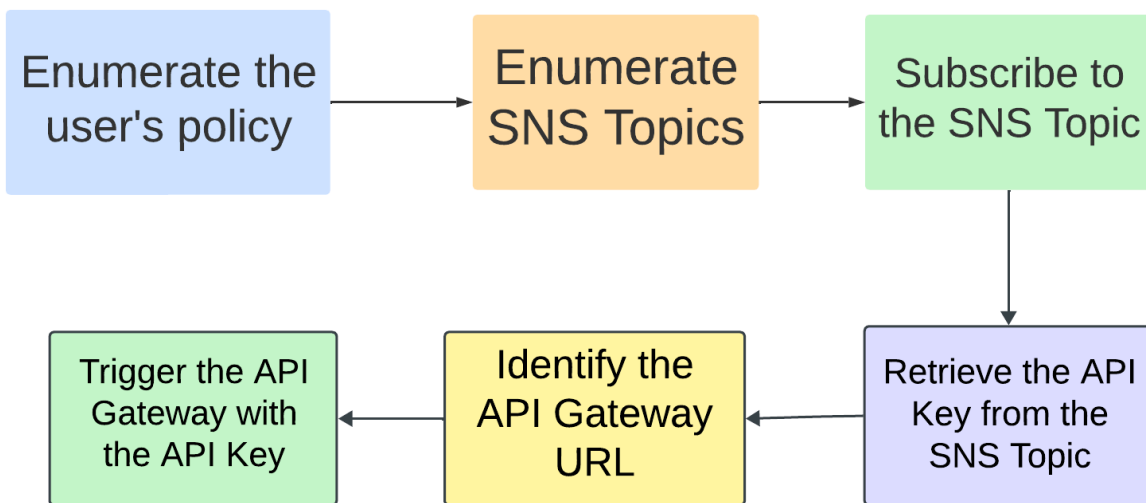 Enumerate the
user's policy
Enumerate
SNS Topics
Subscribe to
the SNS Topic
Retrieve the API
Key from the
SNS Topic
Identify the
API Gateway
URL
Trigger the API
Gateway with
the API Key